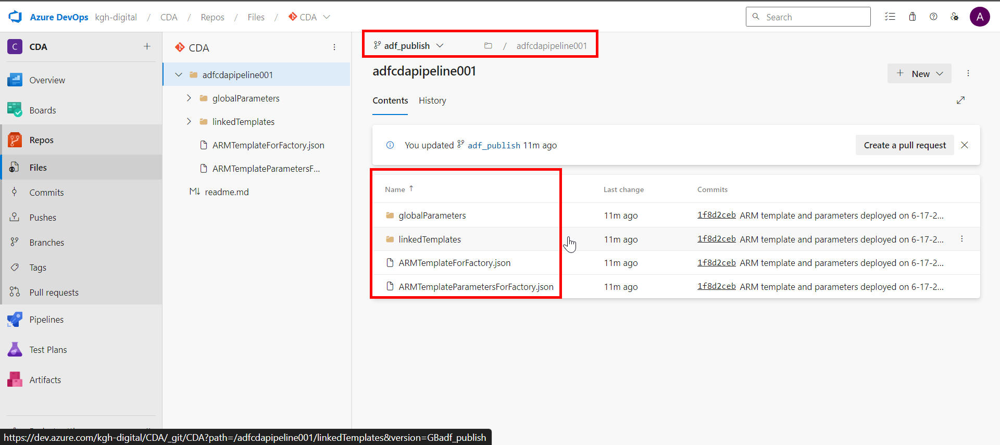 Azure DevOps kgh-digital / CDA / Repos / Files / CDA
Search
A
C CDA
Overview
Boards
Repos
Files
Commits
Pushes
Branches
Tags
Pull requests
Pipelines
Test Plans
Artifacts
CDA
adfcdapipeline001
globalParameters
linkedTemplates
ARMTemplateForFactory.json
ARMTemplateParametersF...
readme.md
adf_publish / adfcdapipeline001
adfcdapipeline001
New
Contents History
You updated adf_publish 11m ago
Create a pull request
Name Last change Commits
globalParameters 11m ago 1f8d2ceb ARM template and parameters deployed on 6-17-2...
linkedTemplates 11m ago 1f8d2ceb ARM template and parameters deployed on 6-17-2...
ARMTemplateForFactory.json 11m ago 1f8d2ceb ARM template and parameters deployed on 6-17-2...
ARMTemplateParametersForFactory.json 11m ago 1f8d2ceb ARM template and parameters deployed on 6-17-2...
https://dev.azure.com/kgh-digital/CDA/_git/CDA?path=/adfcdapipeline001/linkedTemplates&version=GBadf_publish